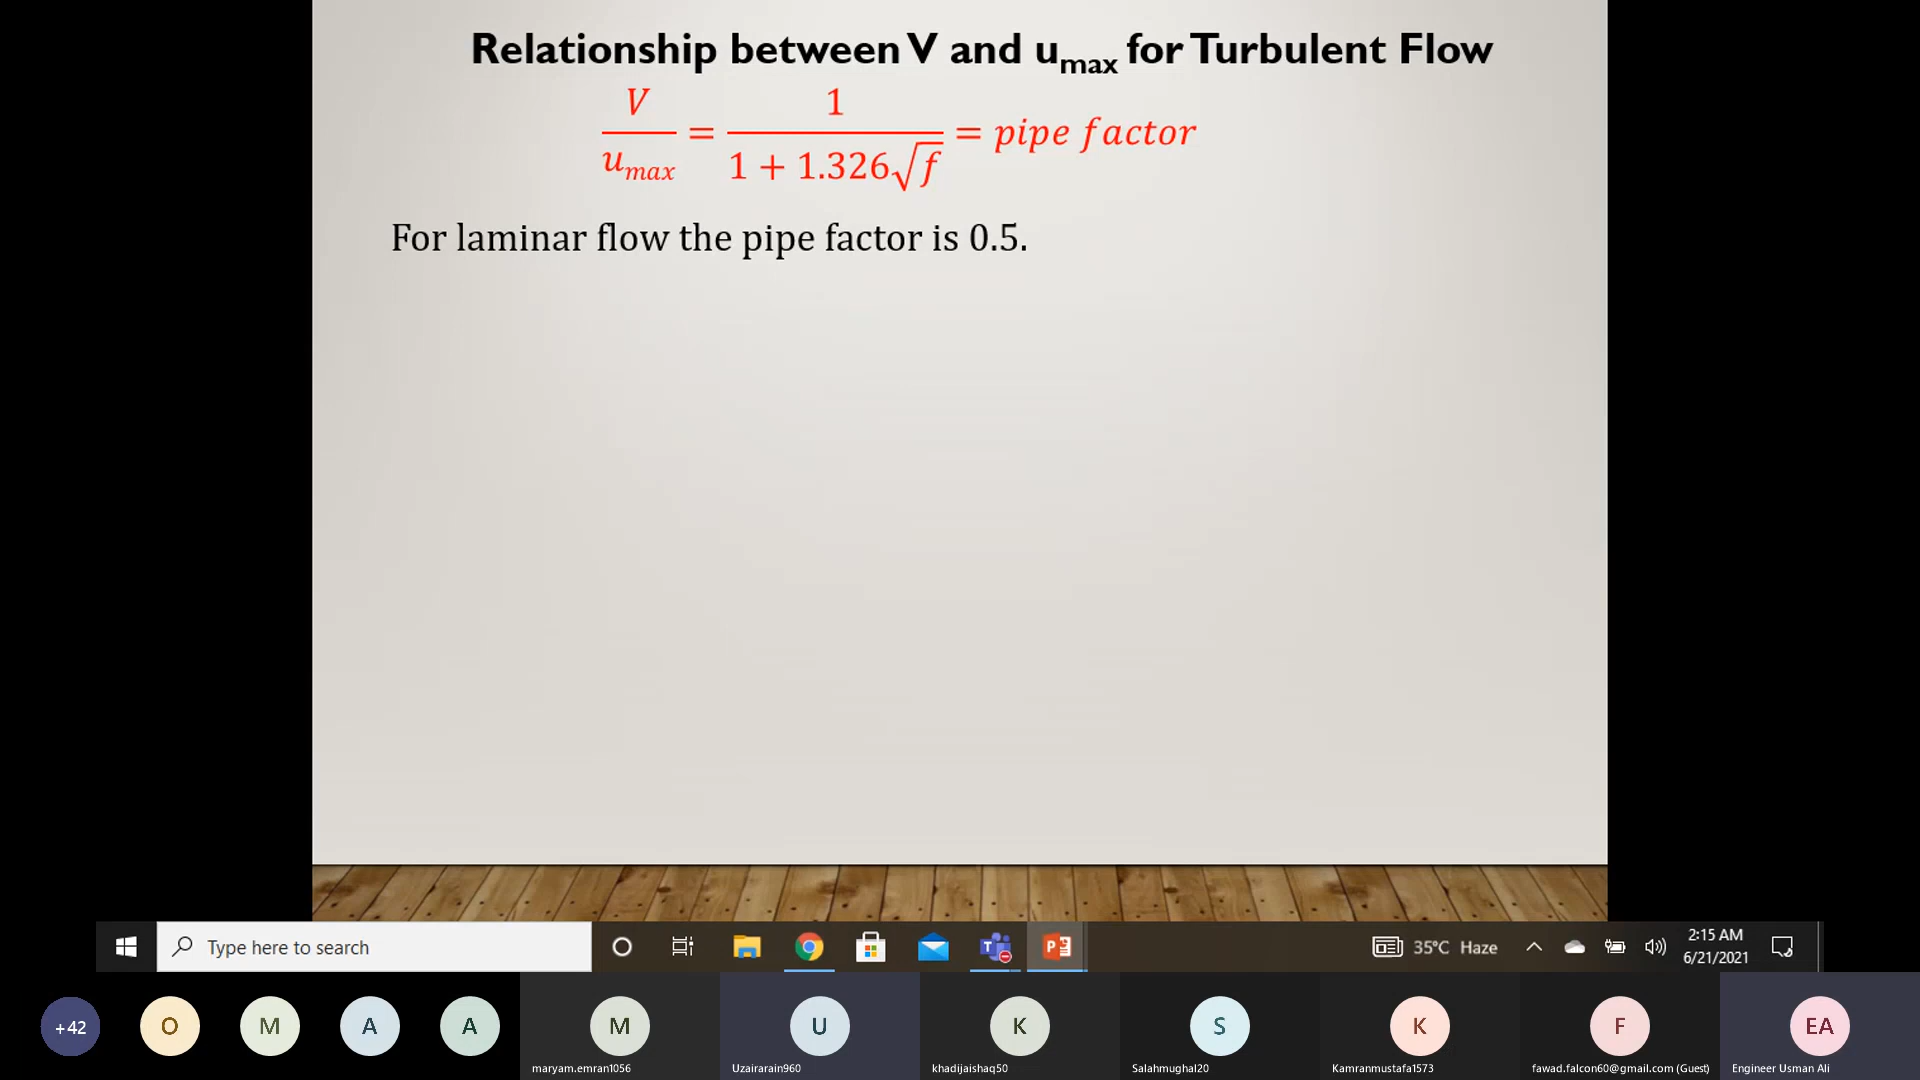 Relationship between V and u_max for Turbulent Flow
V/u_max = 1/(1 + 1.326√f) = pipe factor
For laminar flow the pipe factor is 0.5.
Type here to search
35°C Haze
2:15 AM
6/21/2021
+42
O
M
A
A
M
U
K
S
K
F
EA
maryam.emran1056
Uzairarain960
khadijaishaq50
Salahmughal20
Kamranmustafa1573
fawad.falcon60@gmail.com (Guest)
Engineer Usman Ali